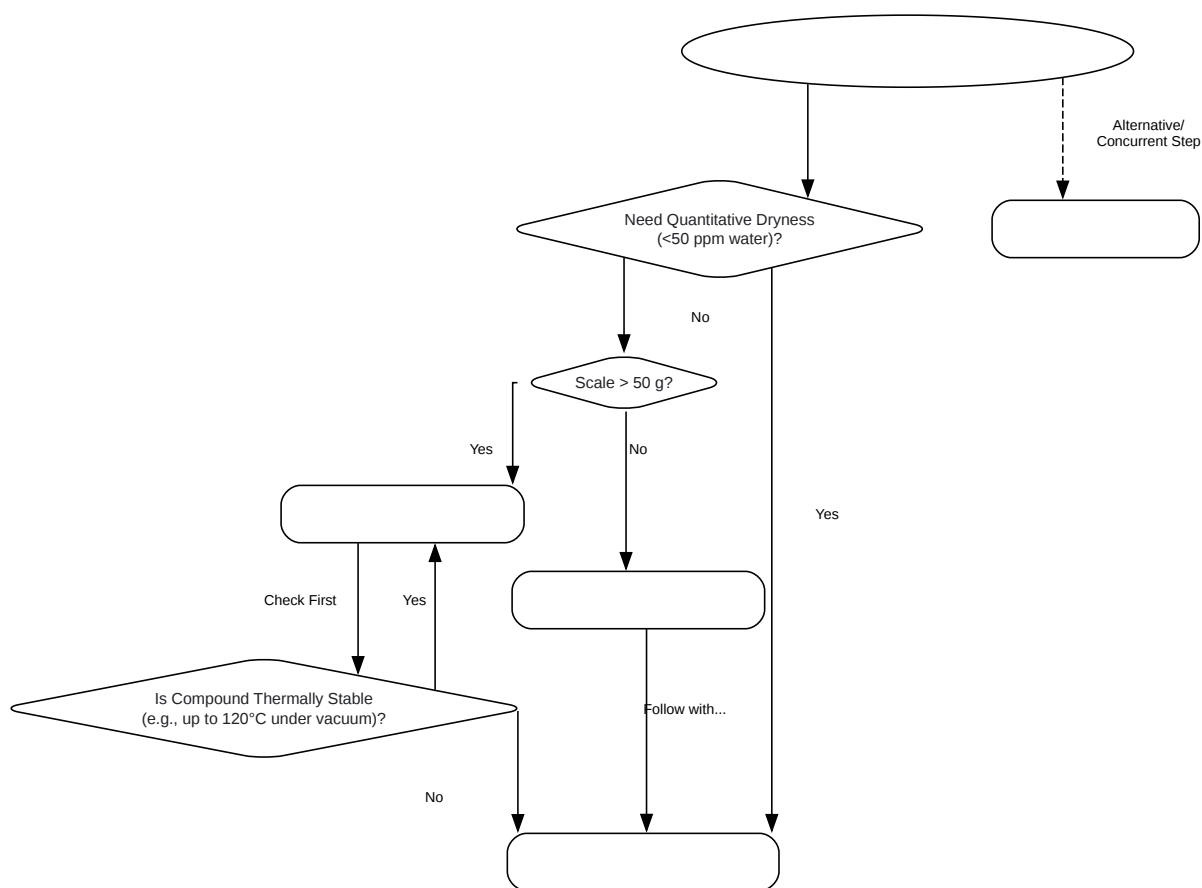 Alternative/
Concurrent Step
Need Quantitative Dryness
(<50 ppm water)?
No
Scale > 50 g?
Yes
No
Yes
Check First
Yes
Is Compound Thermally Stable
(e.g., up to 120°C under vacuum)?
Follow with...
No